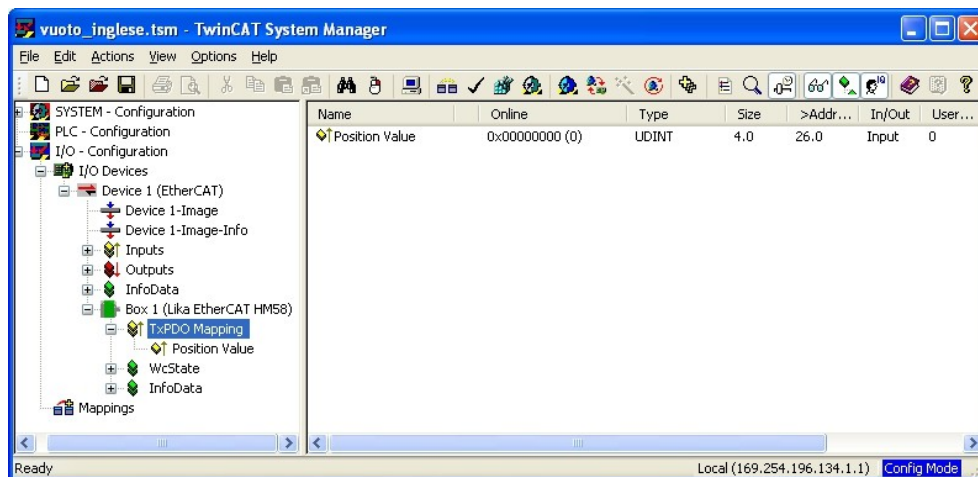 vuoto_inglese.tsm - TwinCAT System Manager
File Edit Actions View Options Help
SYSTEM - Configuration
PLC - Configuration
I/O - Configuration
I/O Devices
Device 1 (EtherCAT)
Device 1-Image
Device 1-Image-Info
Inputs
Outputs
InfoData
Box 1 (Lika EtherCAT HM58)
TxPDO Mapping
Position Value
WcState
InfoData
Mappings
Name Online Type Size >Addr... In/Out User...
Position Value 0x00000000 (0) UDINT 4.0 26.0 Input 0
Ready Local (169.254.196.134.1.1) Config Mode